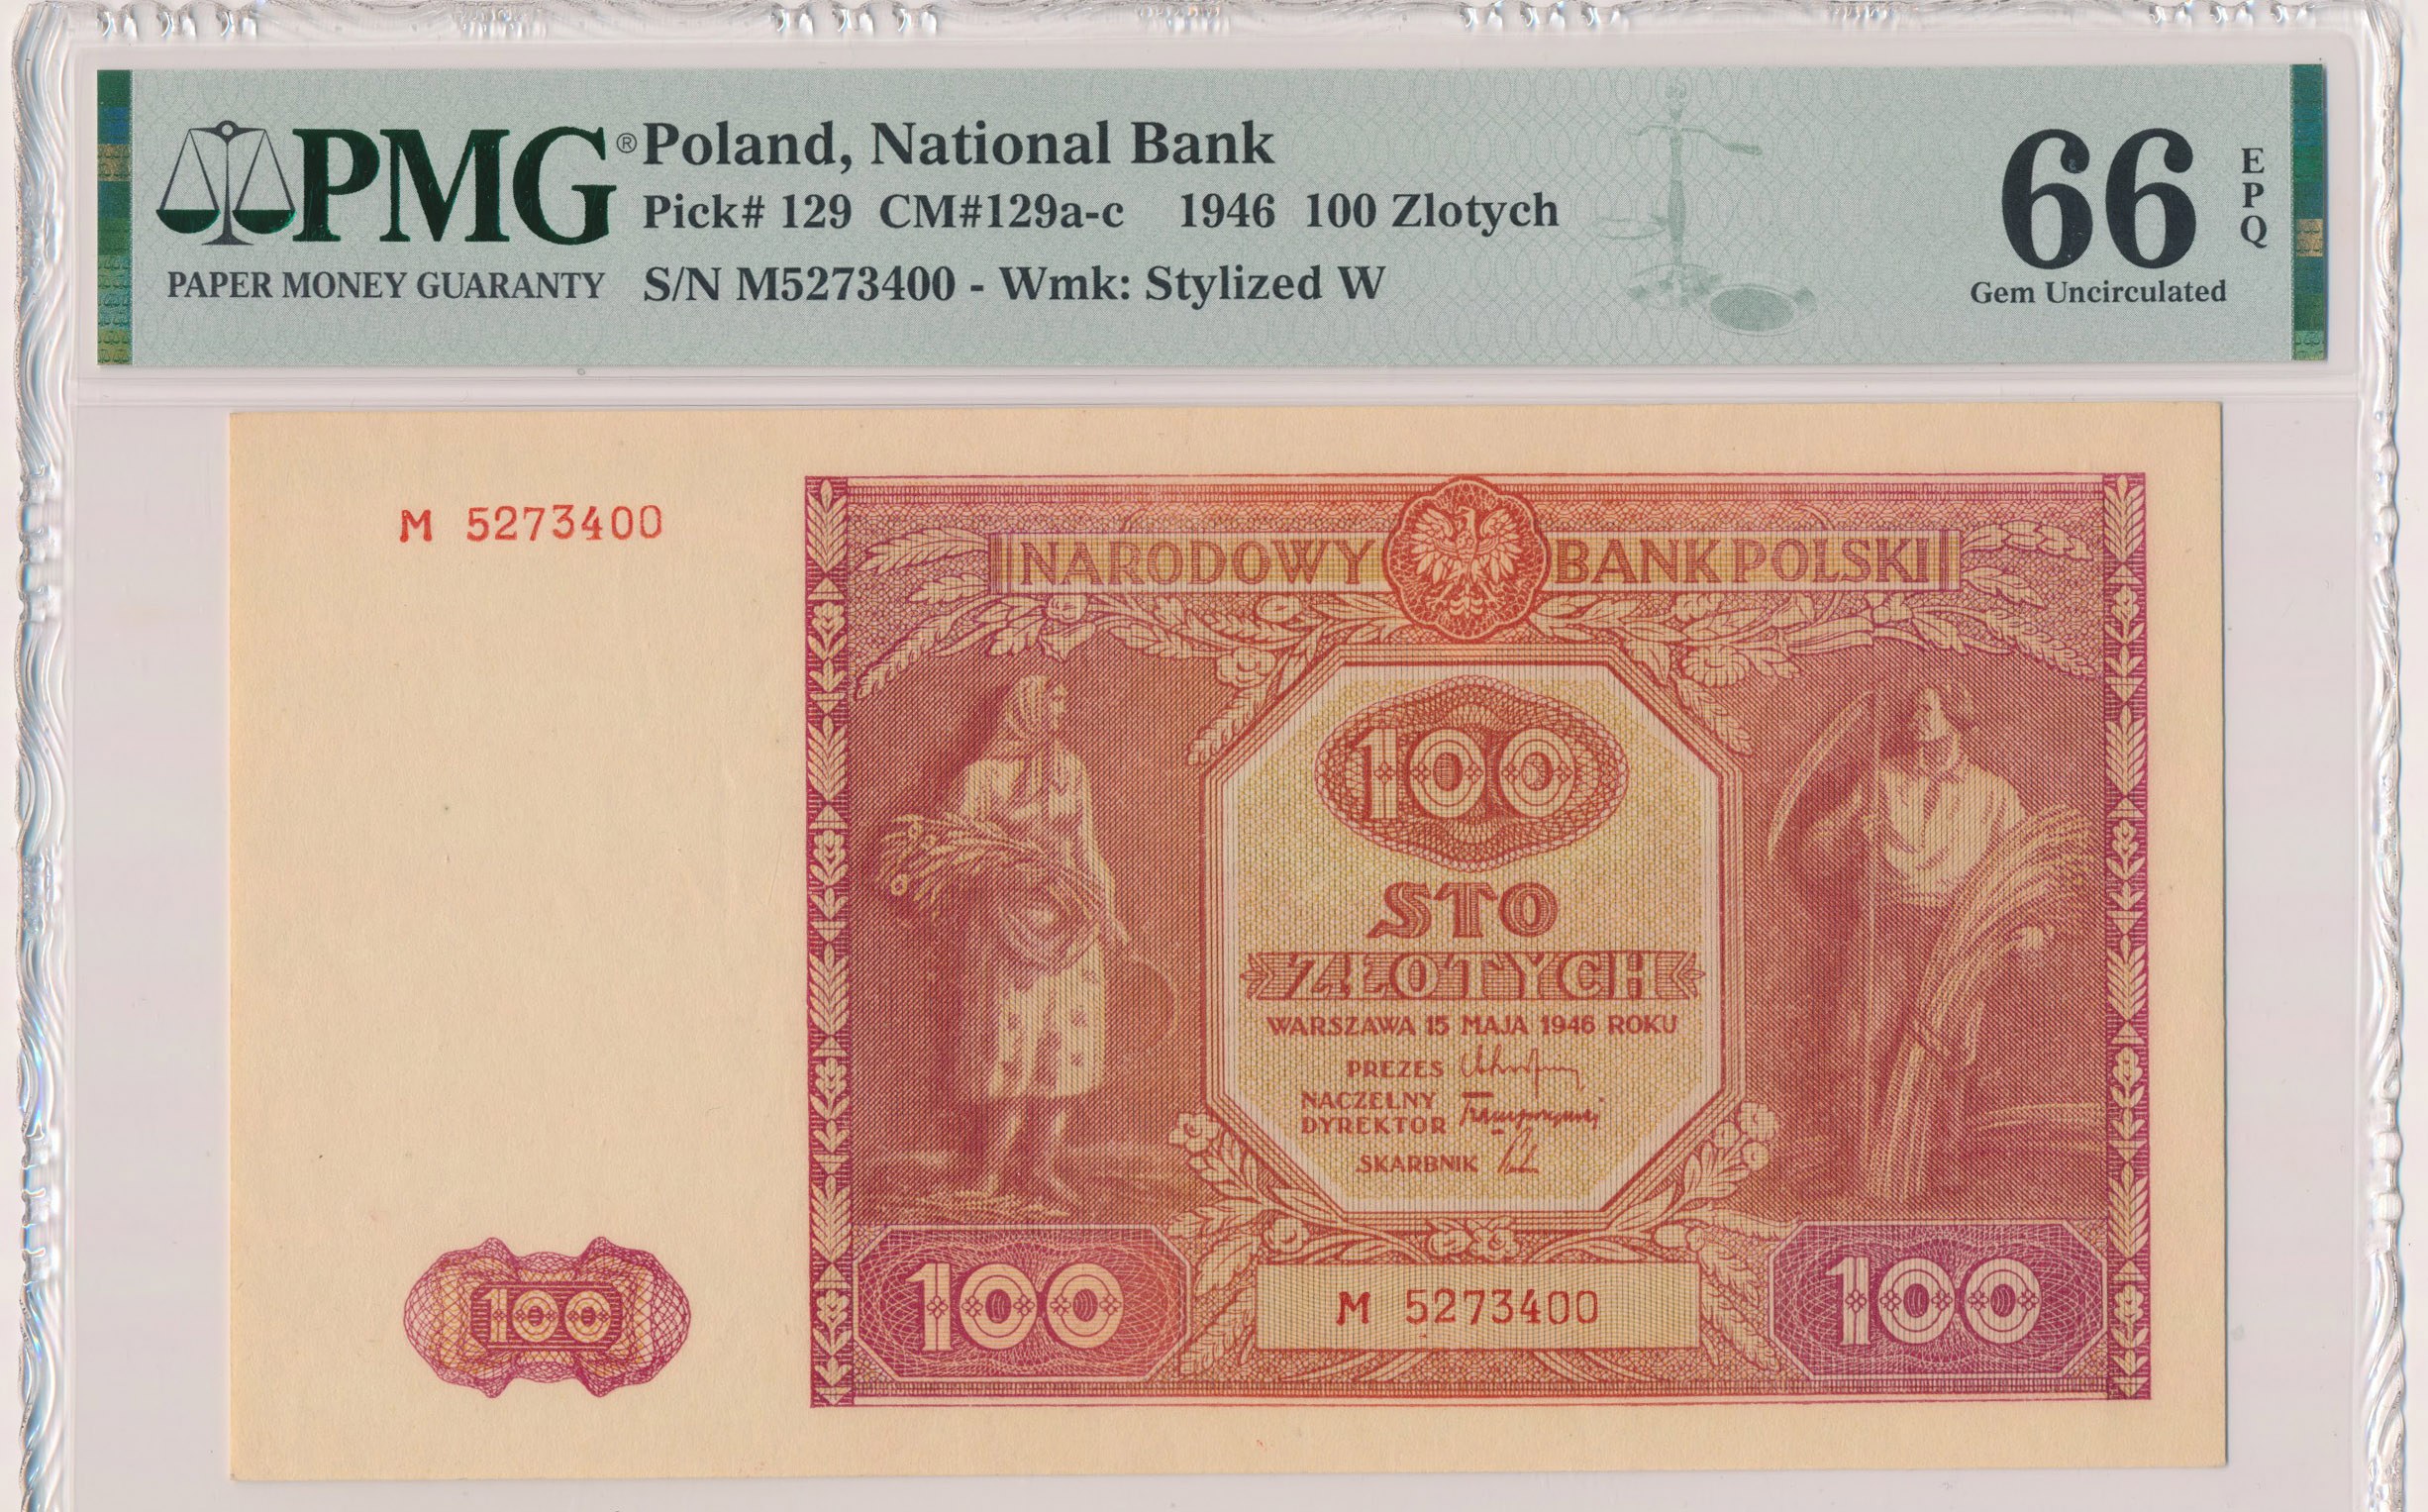 PMG® Poland, National Bank
Pick# 129 CM#129a-c 1946 100 Zlotych
PAPER MONEY GUARANTY S/N M5273400 - Wmk: Stylized W
66 EPQ
Gem Uncirculated
M 5273400
NARODOWY BANK POLSKI
100
STO
ZŁOTYCH
WARSZAWA 15 MAJA 1946 ROKU
PREZES
NACZELNY
DYREKTOR
SKARBNIK
100 100 M 5273400 100